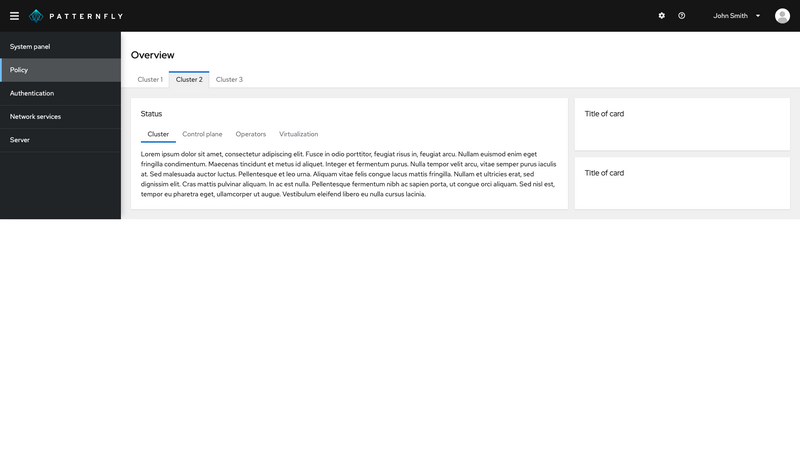 PATTERNFLY
John Smith
System panel
Policy
Authentication
Network services
Server
Overview
Cluster 1 Cluster 2 Cluster 3
Status
Cluster Control plane Operators Virtualization
Lorem ipsum dolor sit amet, consectetur adipiscing elit. Fusce in odio porttitor, feugiat risus in, feugiat arcu. Nullam euismod enim eget
fringilla condimentum. Maecenas tincidunt et metus id aliquet. Integer et fermentum purus. Nulla tempor velit arcu, vitae semper purus iaculis
at. Sed malesuada auctor luctus. Pellentesque et leo urna. Aliquam vitae felis congue lacus mattis fringilla. Nullam et ultricies erat, sed
dignissim elit. Cras mattis pulvinar aliquam. In ac est nulla. Pellentesque fermentum nibh ac sapien porta, ut congue orci aliquam. Sed nisl est,
tempor eu pharetra eget, ullamcorper ut augue. Vestibulum eleifend libero eu nulla cursus lacinia.
Title of card
Title of card